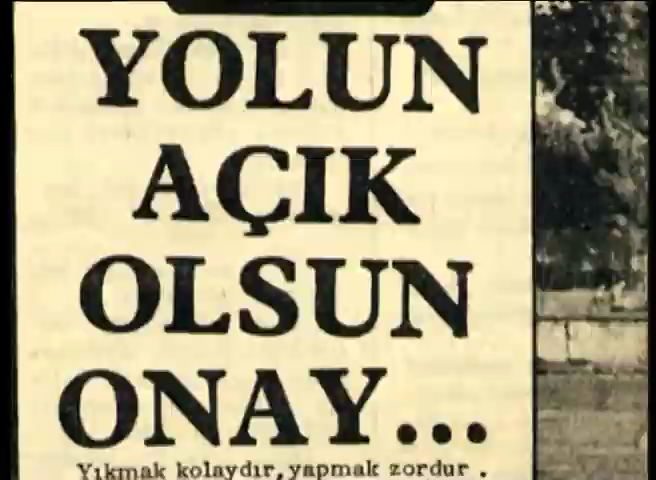 YOLUN
AÇIK
OLSUN
ONAY...
Yıkmak kolaydır, yapmak zordur .